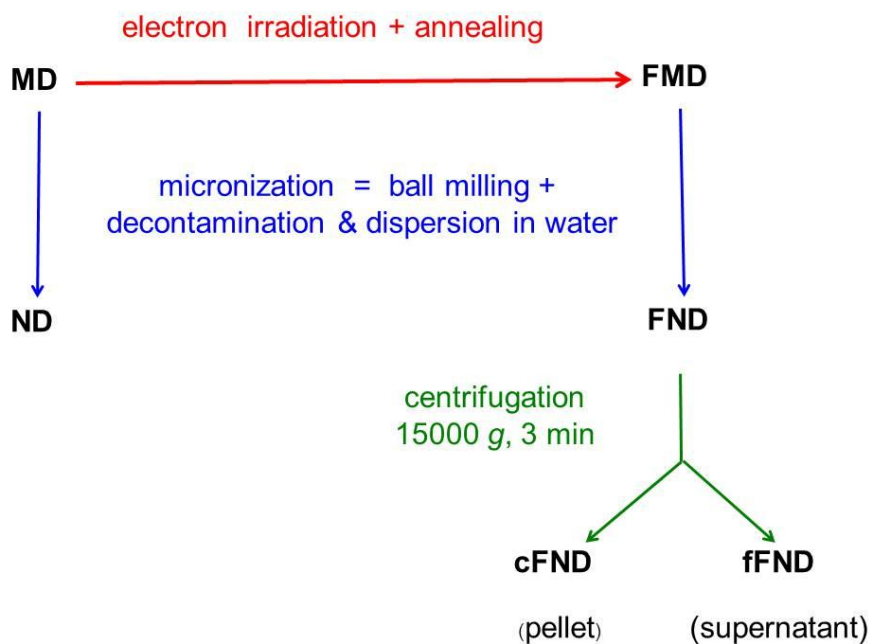 electron irradiation + annealing
MD
FMD
micronization = ball milling +
decontamination & dispersion in water
ND
FND
centrifugation
15000 g, 3 min
cFND
fFND
(pellet)
(supernatant)